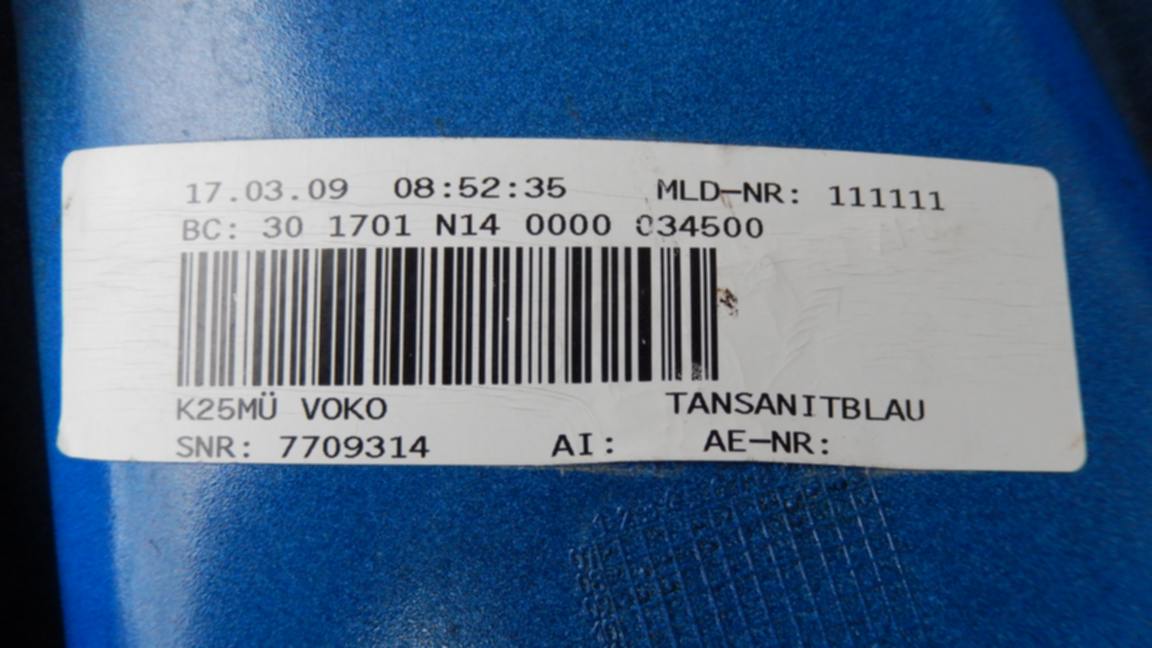 17.03.09 08:52:35 MLD-NR: 111111
BC: 30 1701 N14 0000 034500
K25MÜ VOKO TANSANITBLAU
SNR: 7709314 AI: AE-NR: